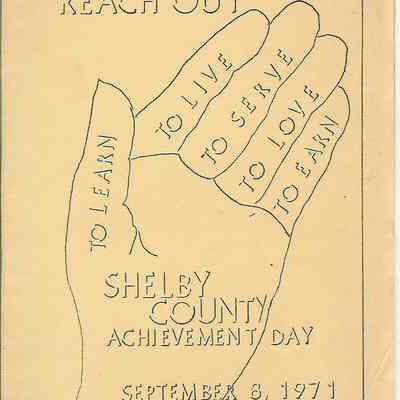 REACH OUT
TO LEARN
TO LIVE
TO SERVE
TO LOVE
TO EARN
SHELBY
COUNTY
ACHIEVEMENT DAY
SEPTEMBER 8, 1971